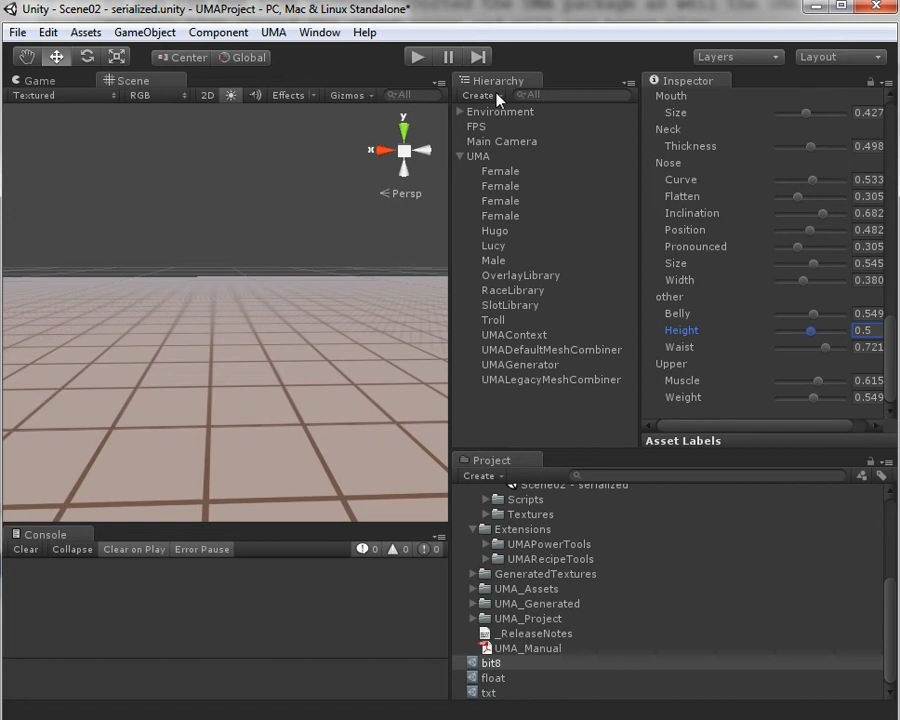 Unity - Scene02 - serialized.unity - UMAProject - PC, Mac & Linux Standalone*
File Edit Assets GameObject Component UMA Window Help
Center Global Layers Layout
Game Scene
Textured RGB 2D Effects Gizmos All
y
x
Persp
Hierarchy
Create All
Environment
FPS
Main Camera
UMA
Female
Female
Female
Female
Hugo
Lucy
Male
OverlayLibrary
RaceLibrary
SlotLibrary
Troll
UMAContext
UMADefaultMeshCombiner
UMAGenerator
UMALegacyMeshCombiner
Inspector
Mouth
Size 0.427
Neck
Thickness 0.498
Nose
Curve 0.533
Flatten 0.305
Inclination 0.682
Position 0.482
Pronounced 0.305
Size 0.545
Width 0.380
other
Belly 0.549
Height 0.5
Waist 0.721
Upper
Muscle 0.615
Weight 0.549
Asset Labels
Console
Clear Collapse Clear on Play Error Pause 0 0 0
Project
Create
Scene02 - serialized
Scripts
Textures
Extensions
UMAPowerTools
UMARecipeTools
GeneratedTextures
UMA_Assets
UMA_Generated
UMA_Project
_ReleaseNotes
UMA_Manual
bit8
float
txt